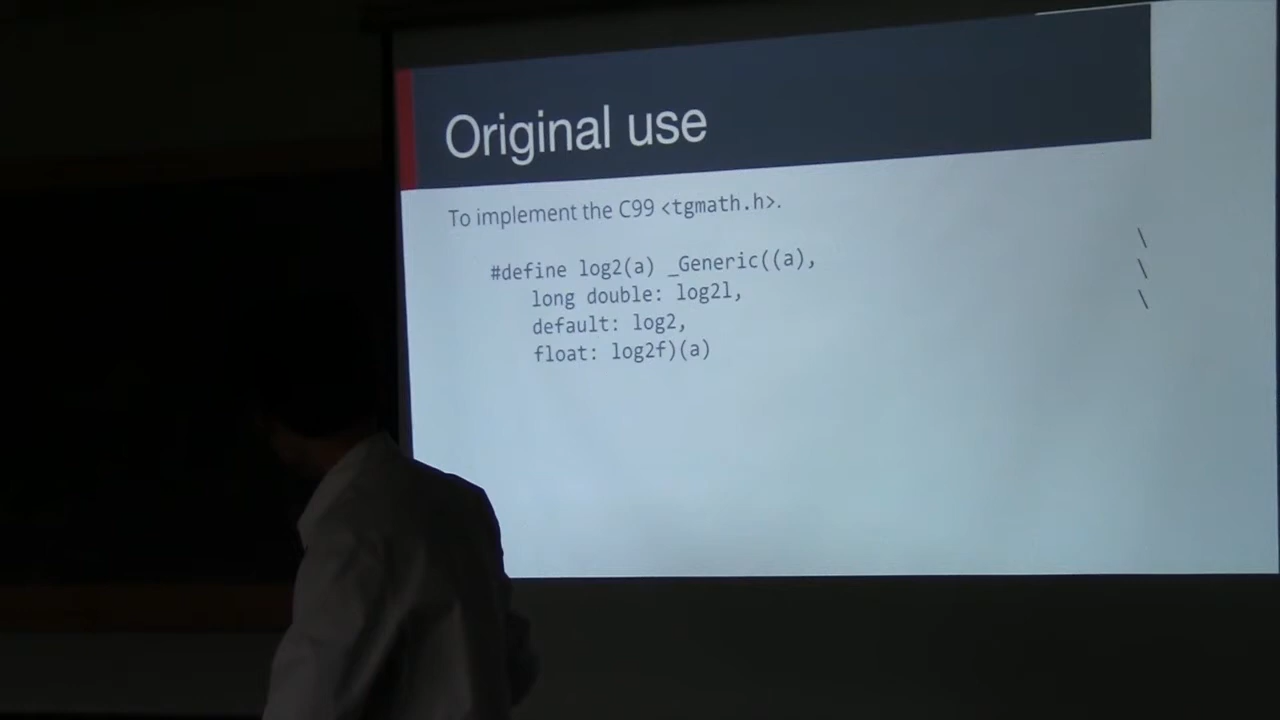 Original use
To implement the C99 <tgmath.h>.
#define log2(a) _Generic((a), \
long double: log2l, \
default: log2, \
float: log2f)(a)